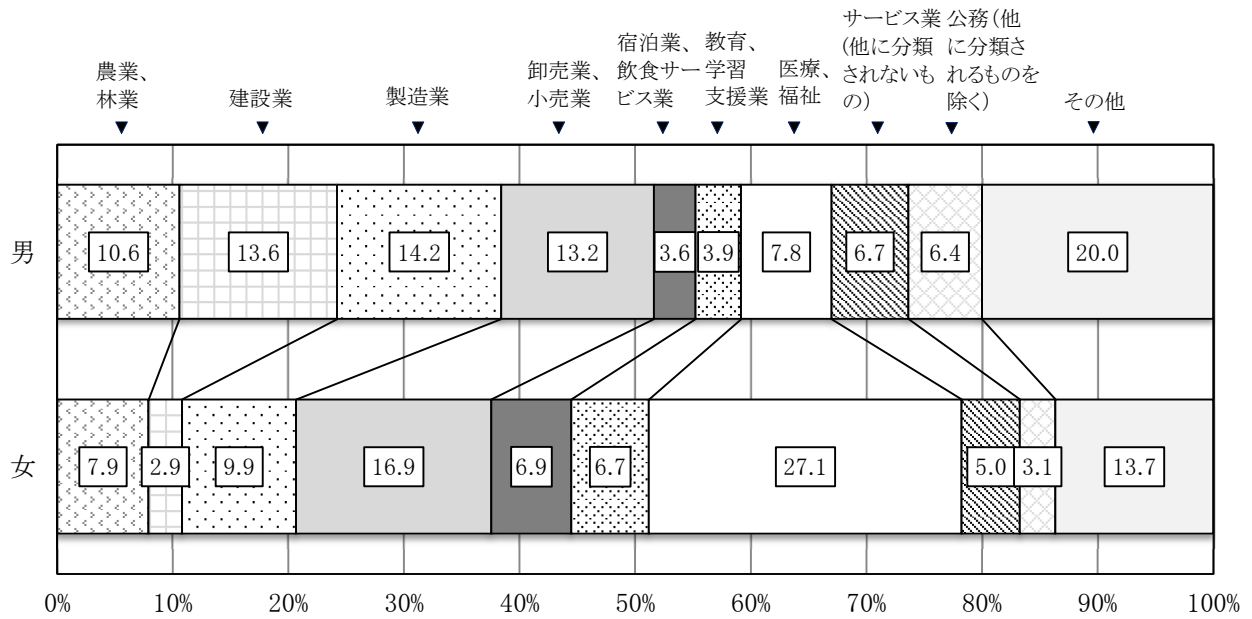 農業、
林業
建設業
製造業
卸売業、
小売業
宿泊業、
飲食サー
ビス業
教育、
学習
支援業
医療、
福祉
サービス業
(他に分類
されないも
の)
公務(他
に分類さ
れるものを
除く)
その他
男
10.6
13.6
14.2
13.2
3.6
3.9
7.8
6.7
6.4
20.0
女
7.9
2.9
9.9
16.9
6.9
6.7
27.1
5.0
3.1
13.7
0%
10%
20%
30%
40%
50%
60%
70%
80%
90%
100%